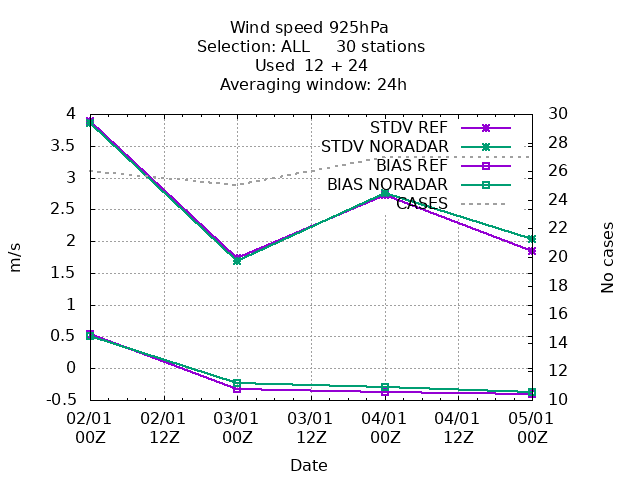 Wind speed 925hPa
Selection: ALL     30 stations
Used  12 + 24
Averaging window: 24h
4
3.5
3
2.5
2
1.5
1
0.5
0
-0.5
m/s
STDV REF
STDV NORADAR
BIAS REF
BIAS NORADAR
CASES
30
28
26
24
22
20
18
16
14
12
10
No cases
02/01 02/01 03/01 03/01 04/01 04/01 05/01
00Z 12Z 00Z 12Z 00Z 12Z 00Z
Date